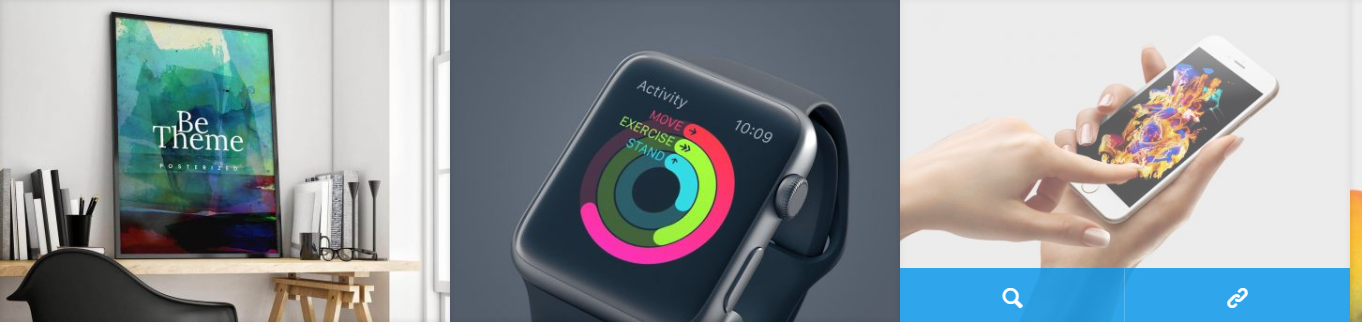 Be
Theme
POSTERIZED
Activity
10:09
MOVE
EXERCISE
STAND